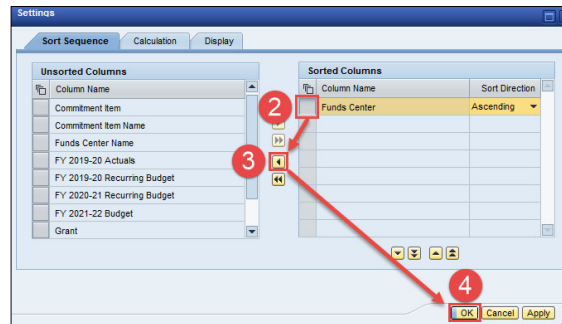 Settings
Sort Sequence Calculation Display
Unsorted Columns
Column Name
Commitment Item
Commitment Item Name
Funds Center Name
FY 2019-20 Actuals
FY 2019-20 Recurring Budget
FY 2020-21 Recurring Budget
FY 2021-22 Budget
Grant
2
3
Sorted Columns
Column Name Sort Direction
Funds Center Ascending
4
OK Cancel Apply